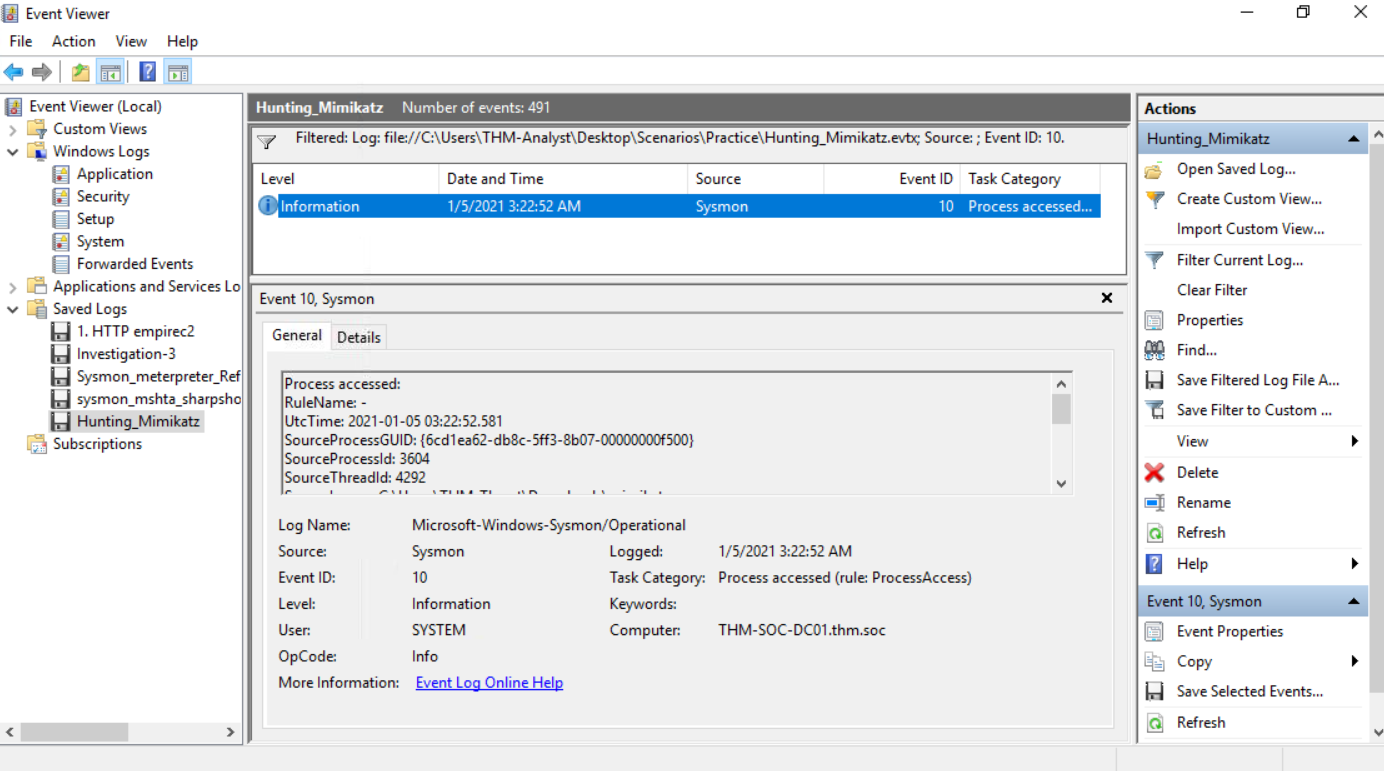 Event Viewer
File Action View Help
Event Viewer (Local)
Custom Views
Windows Logs
Application
Security
Setup
System
Forwarded Events
Applications and Services Lo
Saved Logs
1. HTTP empirec2
Investigation-3
Sysmon_meterpreter_Ref
sysmon_mshta_sharpsho
Hunting_Mimikatz
Subscriptions
Hunting_Mimikatz Number of events: 491
Filtered: Log: file://C:\Users\THM-Analyst\Desktop\Scenarios\Practice\Hunting_Mimikatz.evtx; Source: ; Event ID: 10.
Level Date and Time Source Event ID Task Category
Information 1/5/2021 3:22:52 AM Sysmon 10 Process accessed...
Event 10, Sysmon
General Details
Process accessed:
RuleName: -
UtcTime: 2021-01-05 03:22:52.581
SourceProcessGUID: {6cd1ea62-db8c-5ff3-8b07-00000000f500}
SourceProcessId: 3604
SourceThreadId: 4292
Log Name: Microsoft-Windows-Sysmon/Operational
Source: Sysmon Logged: 1/5/2021 3:22:52 AM
Event ID: 10 Task Category: Process accessed (rule: ProcessAccess)
Level: Information Keywords:
User: SYSTEM Computer: THM-SOC-DC01.thm.soc
OpCode: Info
More Information: Event Log Online Help
Actions
Hunting_Mimikatz
Open Saved Log...
Create Custom View...
Import Custom View...
Filter Current Log...
Clear Filter
Properties
Find...
Save Filtered Log File A...
Save Filter to Custom ...
View
Delete
Rename
Refresh
Help
Event 10, Sysmon
Event Properties
Copy
Save Selected Events...
Refresh